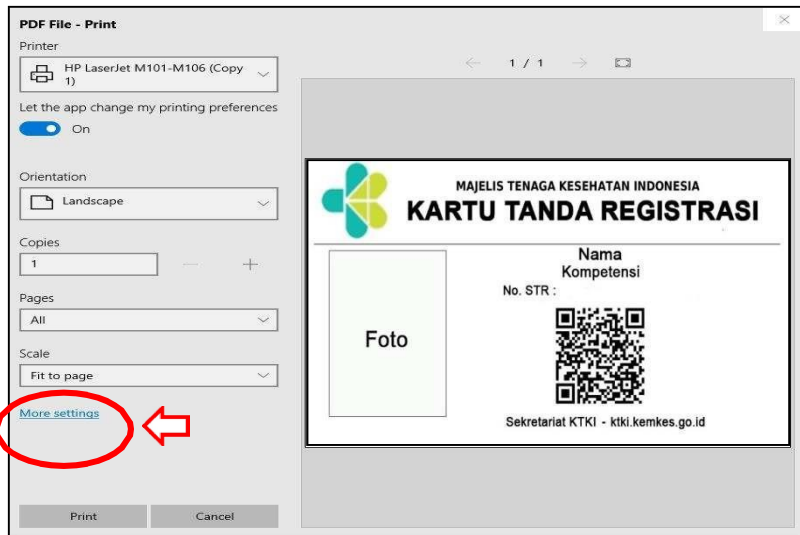 PDF File - Print
Printer
HP LaserJet M101-M106 (Copy
1)
Let the app change my printing preferences
On
Orientation
Landscape
Copies
1
Pages
All
Scale
Fit to page
More settings
Print
Cancel
1 / 1
MAJELIS TENAGA KESEHATAN INDONESIA
KARTU TANDA REGISTRASI
Nama
Kompetensi
No. STR :
Foto
Sekretariat KTKI - ktki.kemkes.go.id